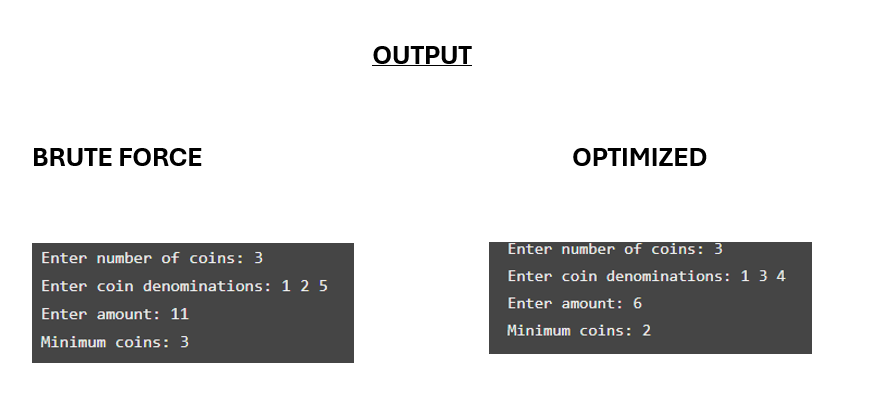 OUTPUT
BRUTE FORCE
OPTIMIZED
Enter number of coins: 3
Enter coin denominations: 1 2 5
Enter amount: 11
Minimum coins: 3
Enter number of coins: 3
Enter coin denominations: 1 3 4
Enter amount: 6
Minimum coins: 2